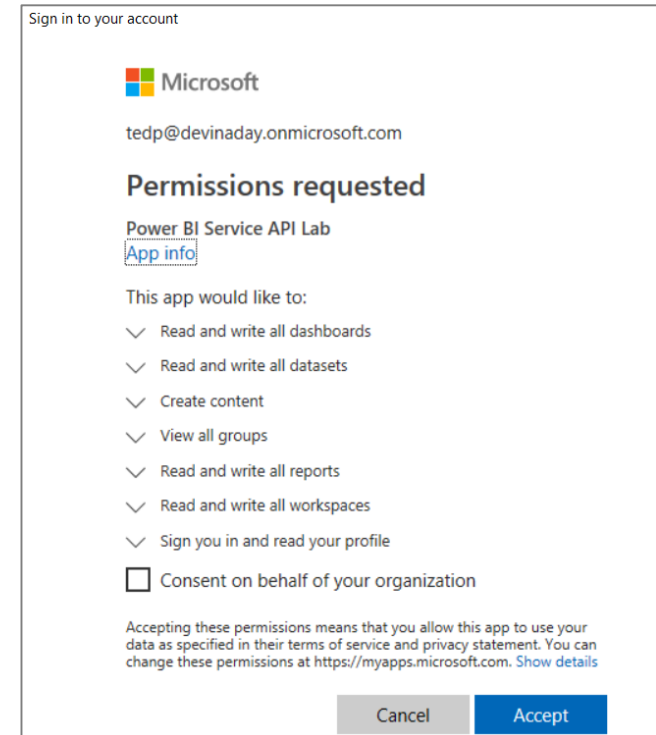 Sign in to your account
Microsoft
tedp@devinaday.onmicrosoft.com
Permissions requested
Power BI Service API Lab
App info
This app would like to:
Read and write all dashboards
Read and write all datasets
Create content
View all groups
Read and write all reports
Read and write all workspaces
Sign you in and read your profile
Consent on behalf of your organization
Accepting these permissions means that you allow this app to use your
data as specified in their terms of service and privacy statement. You can
change these permissions at https://myapps.microsoft.com. Show details
Cancel Accept